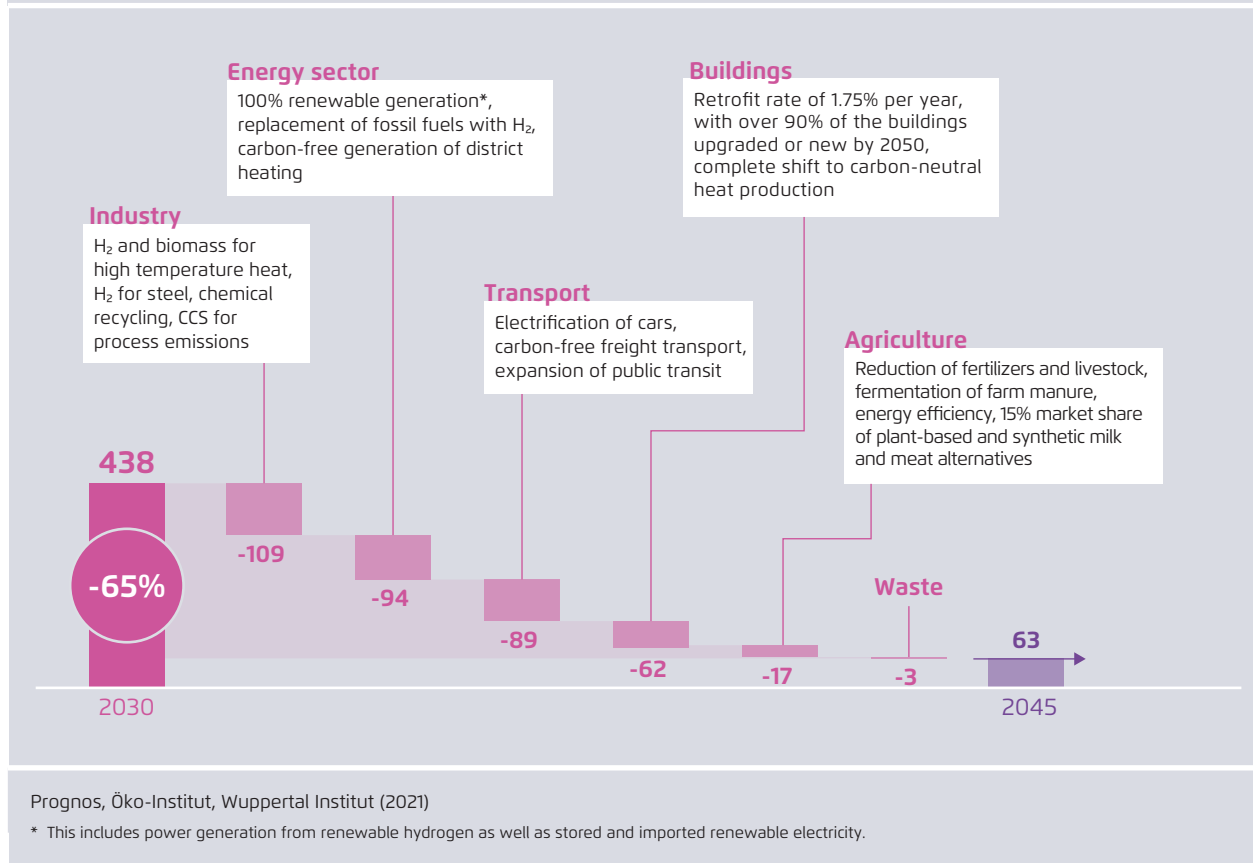 Energy sector
100% renewable generation*,
replacement of fossil fuels with H₂,
carbon-free generation of district
heating
Buildings
Retrofit rate of 1.75% per year,
with over 90% of the buildings
upgraded or new by 2050,
complete shift to carbon-neutral
heat production
Industry
H₂ and biomass for
high temperature heat,
H₂ for steel, chemical
recycling, CCS for
process emissions
Transport
Electrification of cars,
carbon-free freight transport,
expansion of public transit
Agriculture
Reduction of fertilizers and livestock,
fermentation of farm manure,
energy efficiency, 15% market share
of plant-based and synthetic milk
and meat alternatives
438
-65%
-109
-94
-89
-62
-17
Waste
-3
63
2030
2045
Prognos, Öko-Institut, Wuppertal Institut (2021)
* This includes power generation from renewable hydrogen as well as stored and imported renewable electricity.